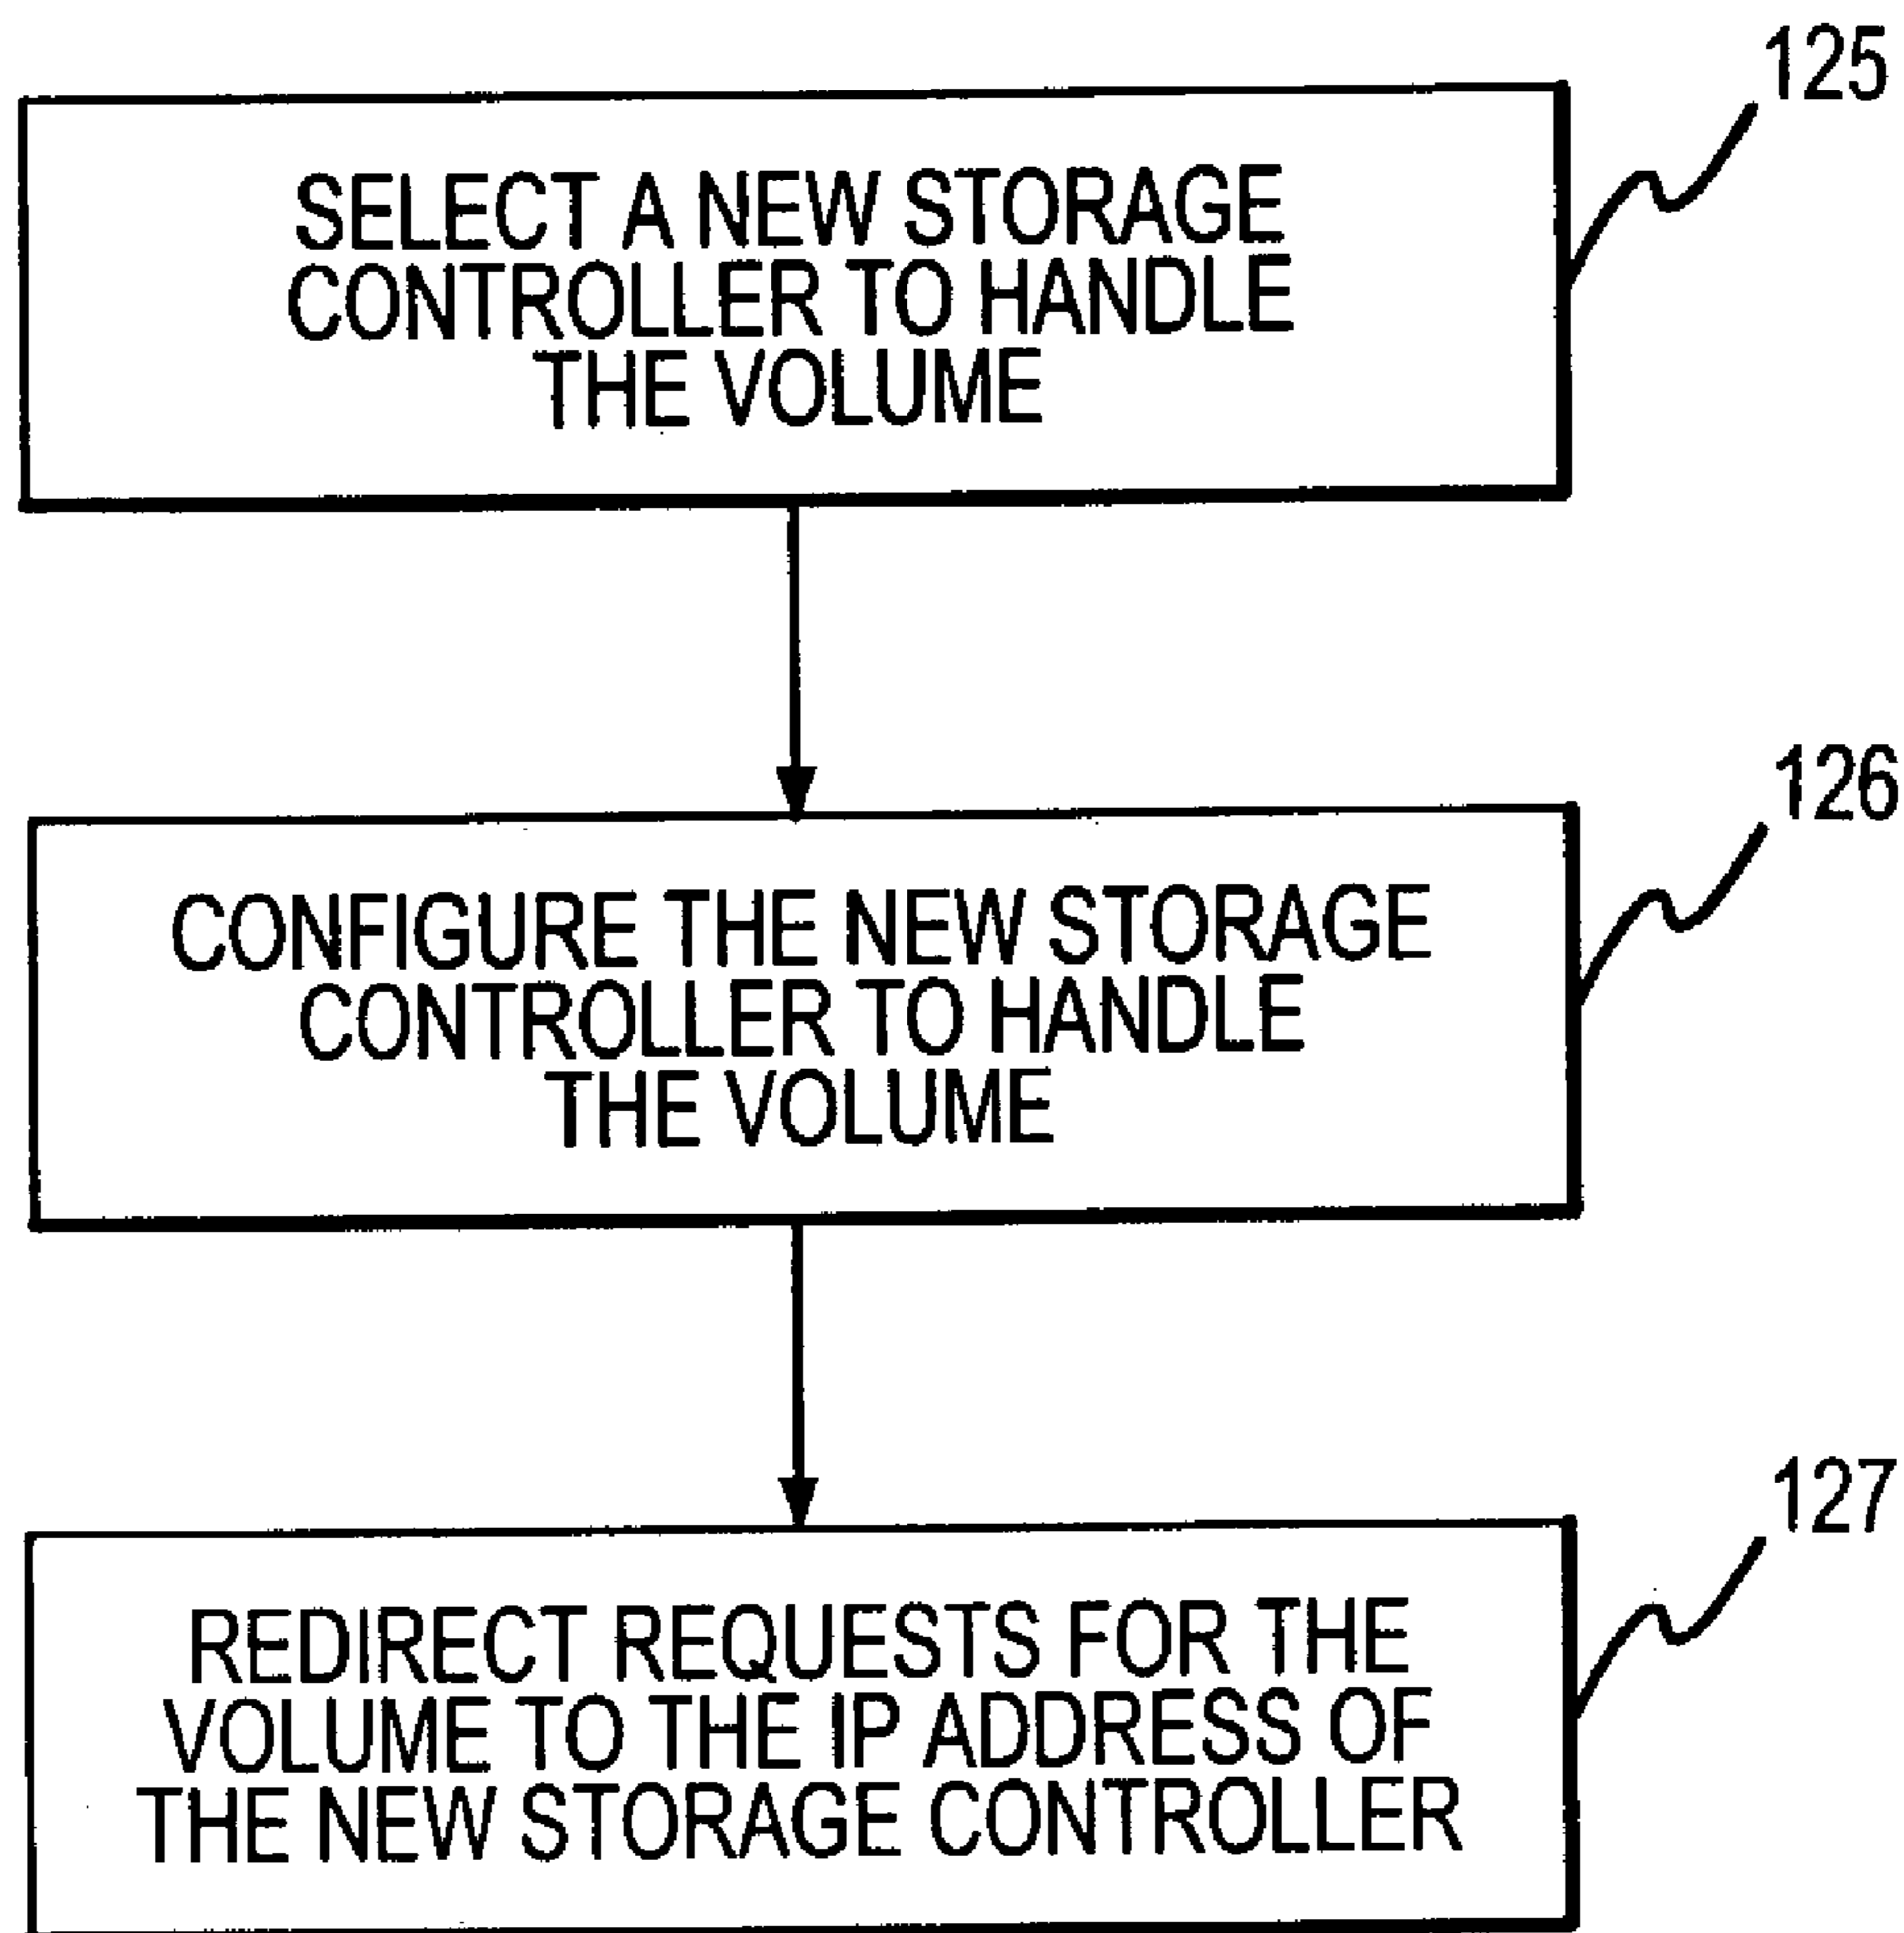 125
SELECT A NEW STORAGE
CONTROLLER TO HANDLE
THE VOLUME
126
CONFIGURE THE NEW STORAGE
CONTROLLER TO HANDLE
THE VOLUME
127
REDIRECT REQUESTS FOR THE
VOLUME TO THE IP ADDRESS OF
THE NEW STORAGE CONTROLLER